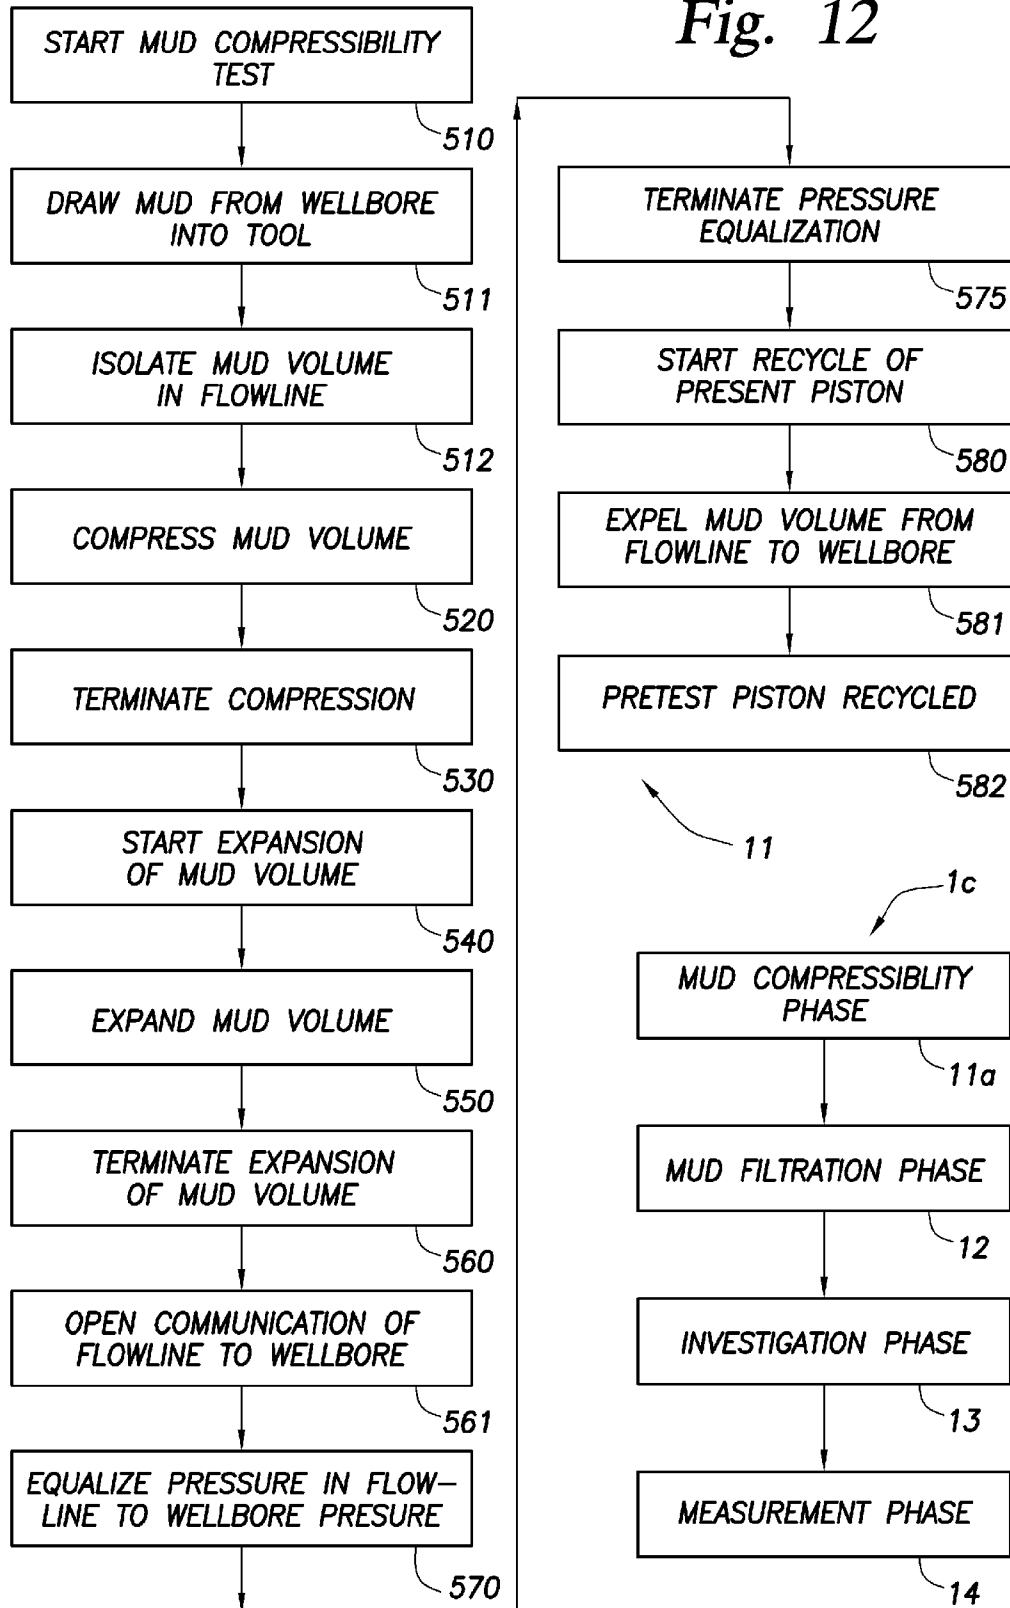 Fig. 12
START MUD COMPRESSIBILITY
TEST
510
DRAW MUD FROM WELLBORE
INTO TOOL
511
ISOLATE MUD VOLUME
IN FLOWLINE
512
COMPRESS MUD VOLUME
520
TERMINATE COMPRESSION
530
START EXPANSION
OF MUD VOLUME
540
EXPAND MUD VOLUME
550
TERMINATE EXPANSION
OF MUD VOLUME
560
OPEN COMMUNICATION OF
FLOWLINE TO WELLBORE
561
EQUALIZE PRESSURE IN FLOW-
LINE TO WELLBORE PRESURE
570
TERMINATE PRESSURE
EQUALIZATION
575
START RECYCLE OF
PRESENT PISTON
580
EXPEL MUD VOLUME FROM
FLOWLINE TO WELLBORE
581
PRETEST PISTON RECYCLED
582
11
1c
MUD COMPRESSIBLITY
PHASE
11a
MUD FILTRATION PHASE
12
INVESTIGATION PHASE
13
MEASUREMENT PHASE
14